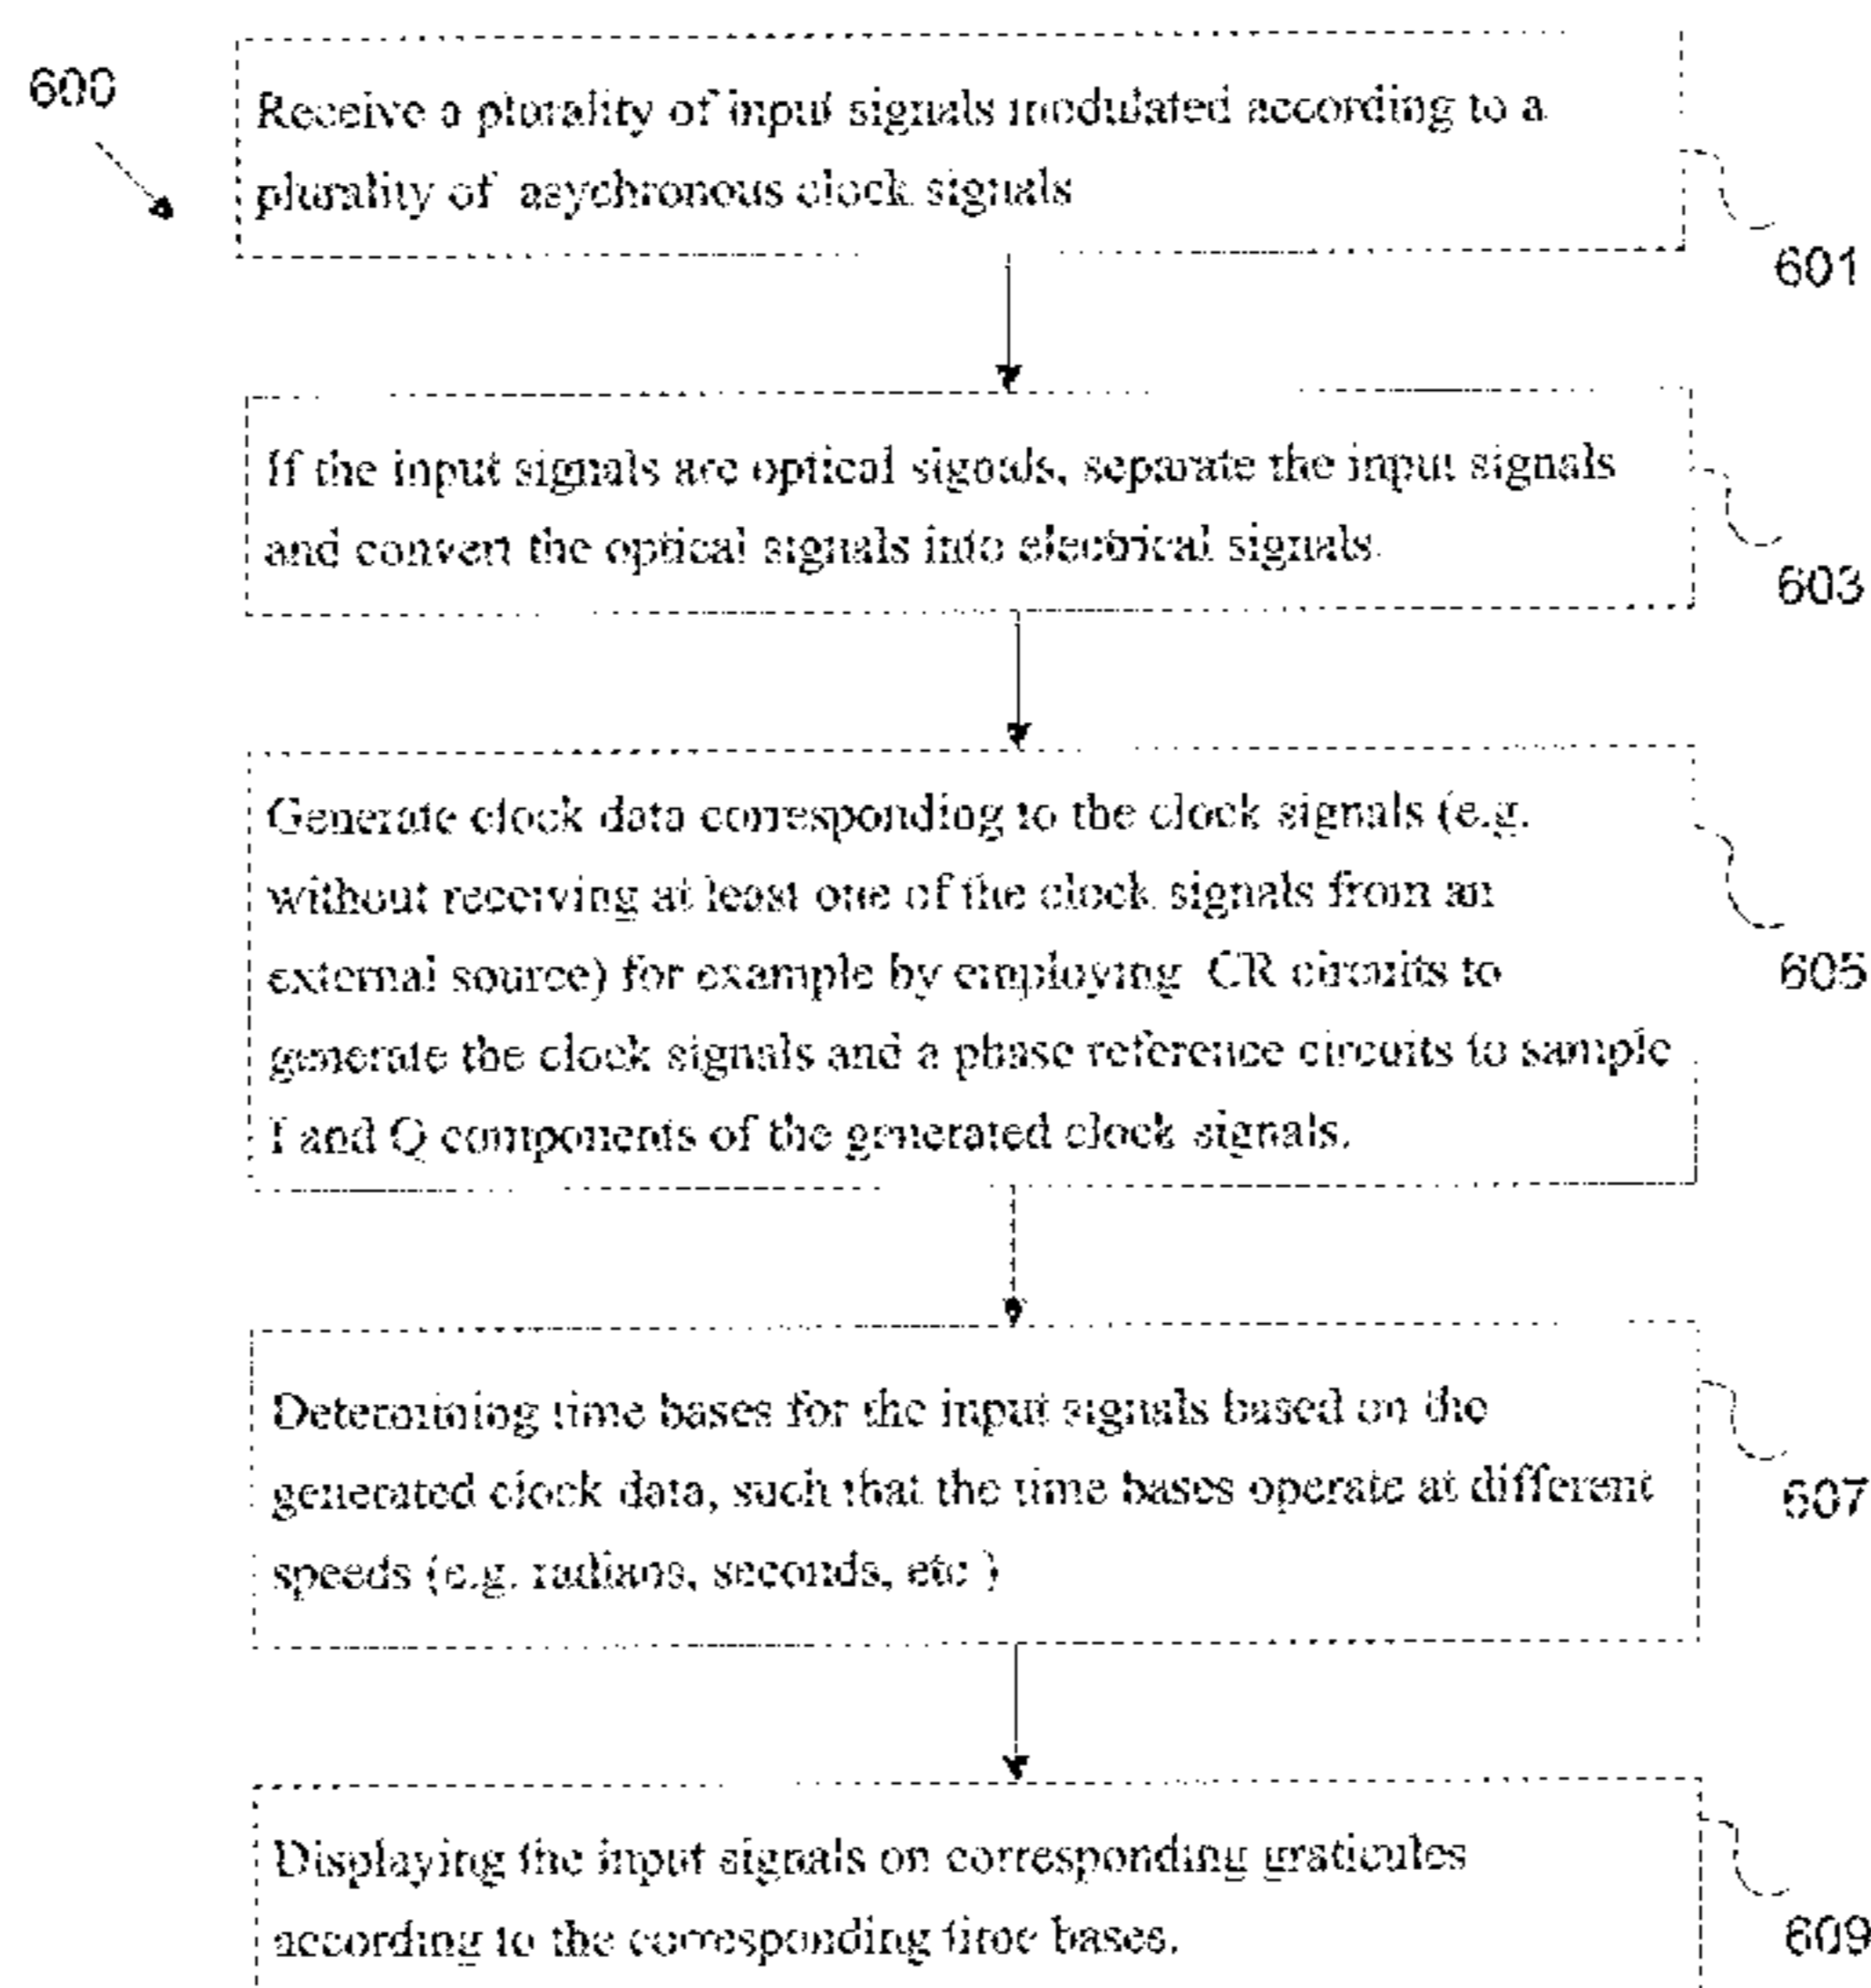 600
Receive a plurality of input signals modulated according to a
plurality of asychronous clock signals
601
If the input signals are optical signals, separate the input signals
and convert the optical signals into electrical signals.
603
Generate clock data corresponding to the clock signals (e.g.
without receiving at least one of the clock signals from an
external source) for example by employing CR circuits to
generate the clock signals and a phase reference circuits to sample
I and Q components of the generated clock signals.
605
Determining time bases for the input signals based on the
generated clock data, such that the time bases operate at different
speeds (e.g. radians, seconds, etc.)
607
Displaying the input signals on corresponding graticules
according to the corresponding time bases.
609